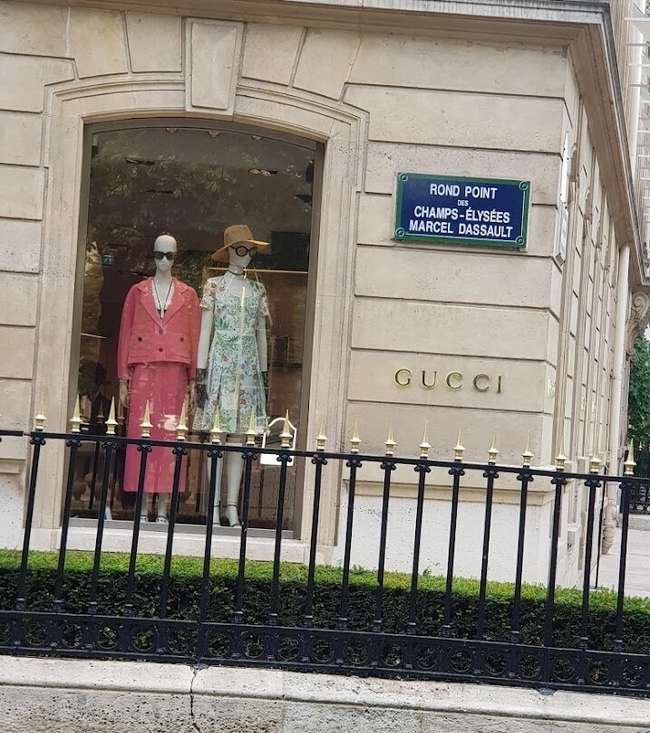 ROND POINT
DES
CHAMPS-ÉLYSÉES
MARCEL DASSAULT
GUCCI